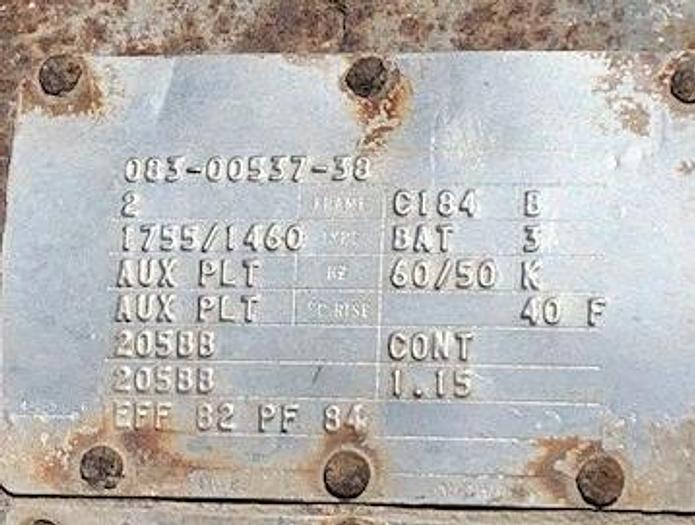 083-00537-38
2 FRAME C184 B
1755/1460 TYPE BAT 3
AUX PLT HZ 60/50 K
AUX PLT °C RISE 40 F
205BB CONT
205BB 1.15
EFF 82 PF 84